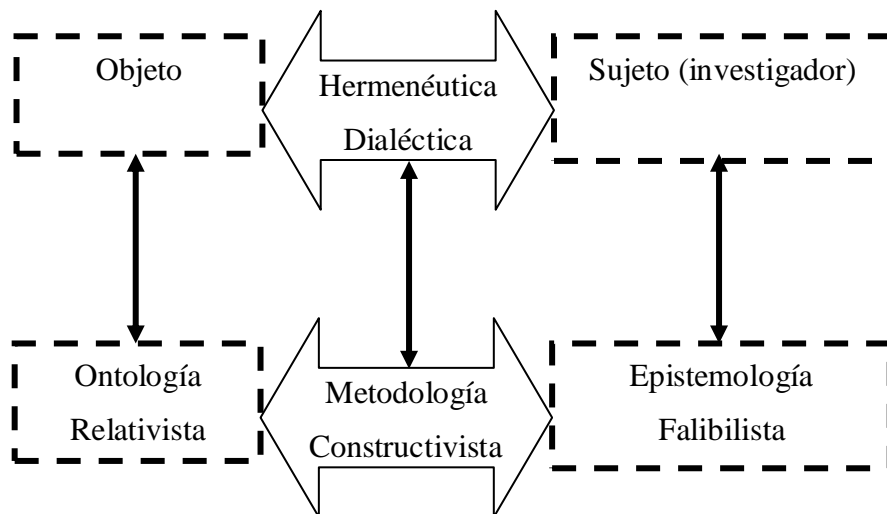 Objeto
Hermenéutica
Dialéctica
Sujeto (investigador)
Ontología
Relativista
Metodología
Constructivista
Epistemología
Falibilista